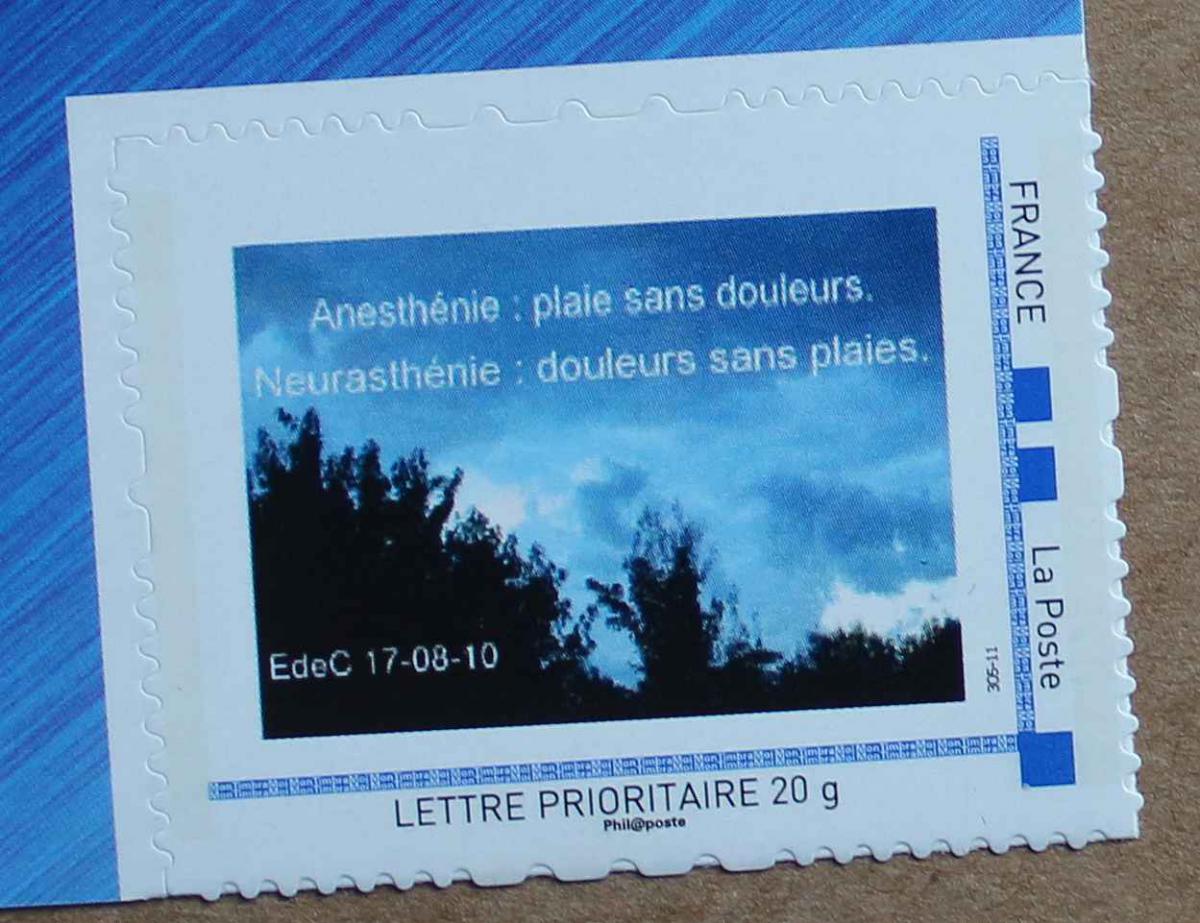 Anesthénie : plaie sans douleurs.
Neurasthénie : douleurs sans plaies.
EdeC 17-08-10
FRANCE
La Poste
305-11
LETTRE PRIORITAIRE 20 g
Phil@poste